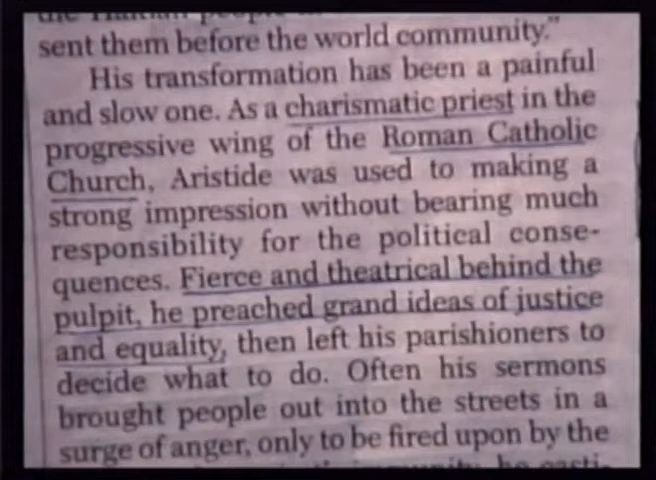 the Haitian people
sent them before the world community."
His transformation has been a painful
and slow one. As a charismatic priest in the
progressive wing of the Roman Catholic
Church, Aristide was used to making a
strong impression without bearing much
responsibility for the political conse-
quences. Fierce and theatrical behind the
pulpit, he preached grand ideas of justice
and equality, then left his parishioners to
decide what to do. Often his sermons
brought people out into the streets in a
surge of anger, only to be fired upon by the